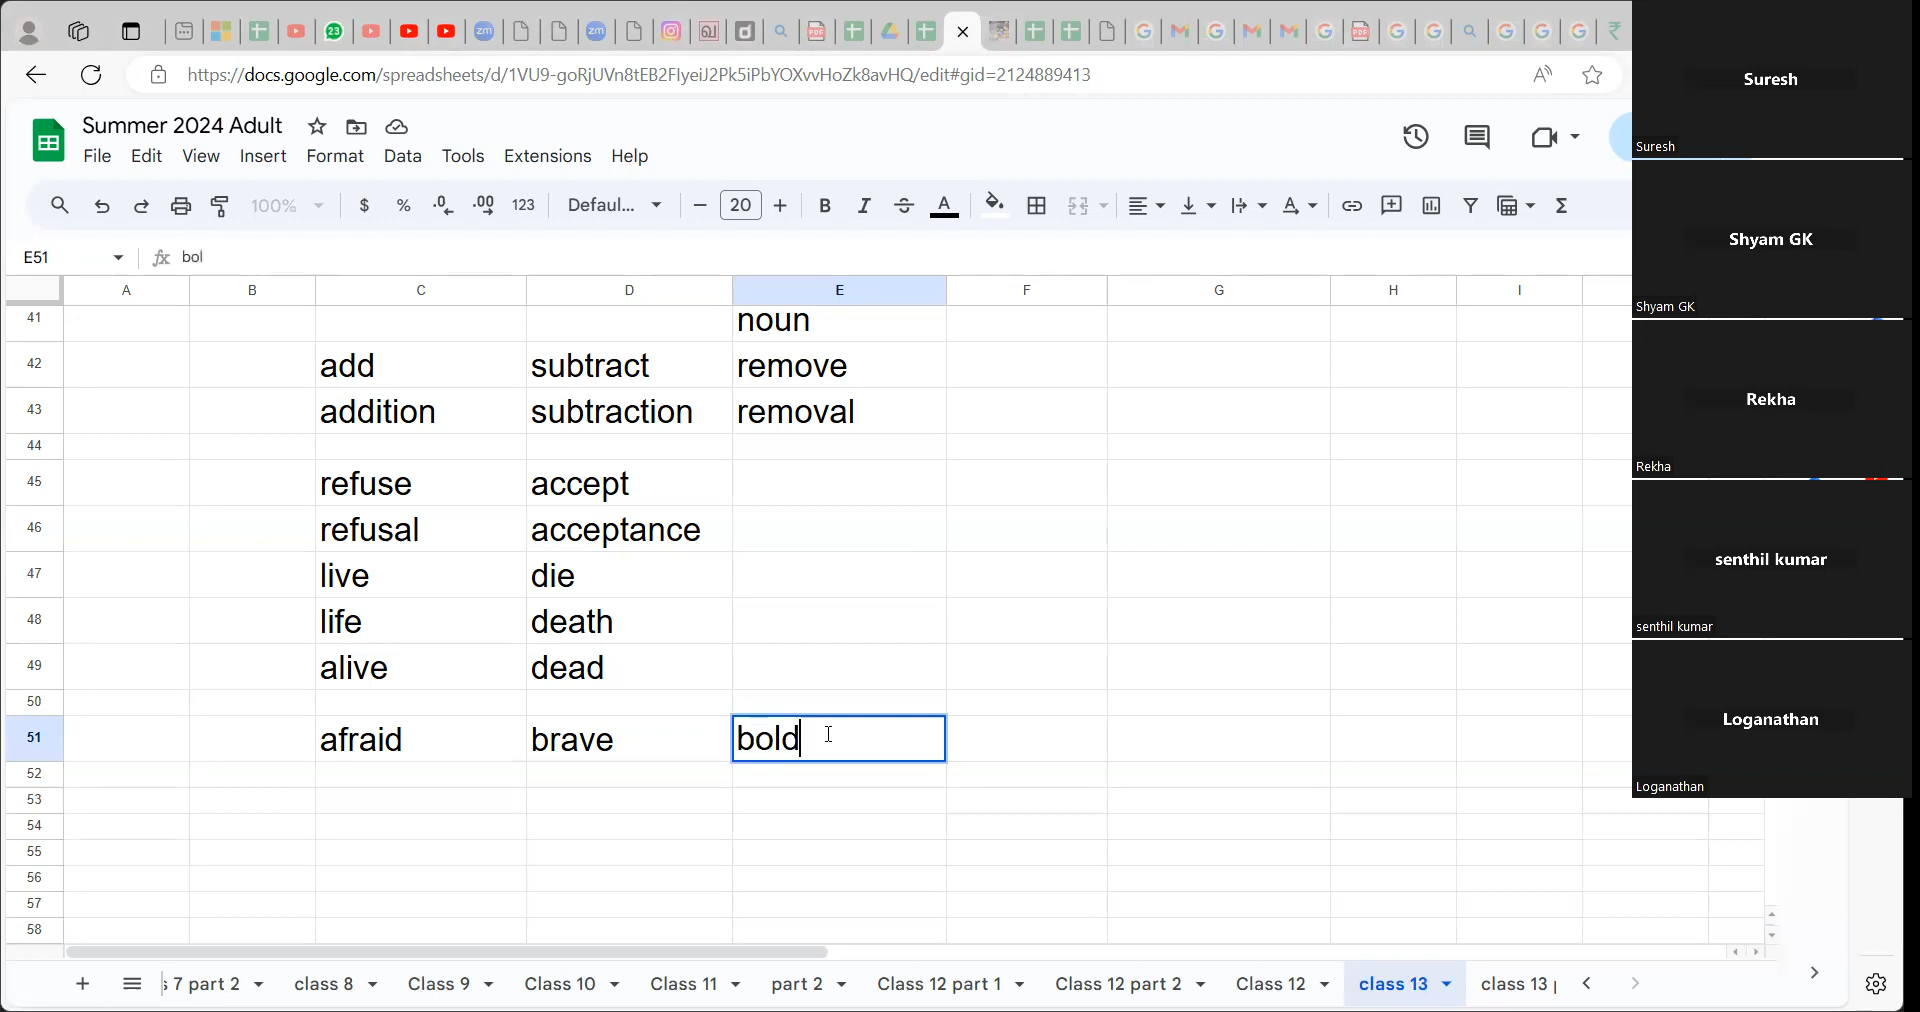 23
https://docs.google.com/spreadsheets/d/1VU9-goRjUVn8tEB2FIyeiJ2Pk5iPbYOXvvHoZk8avHQ/edit#gid=2124889413
Summer 2024 Adult
File Edit View Insert Format Data Tools Extensions Help
100% $ % .0 .00 123 Defaul... 20 B I S A
E51 fx bol
A B C D E F G H I
41 noun
42 add subtract remove
43 addition subtraction removal
44
45 refuse accept
46 refusal acceptance
47 live die
48 life death
49 alive dead
50
51 afraid brave bold
52
53
54
55
56
57
58
7 part 2 class 8 Class 9 Class 10 Class 11 part 2 Class 12 part 1 Class 12 part 2 Class 12 class 13 class 13
Suresh
Suresh
Shyam GK
Shyam GK
Rekha
Rekha
senthil kumar
senthil kumar
Loganathan
Loganathan